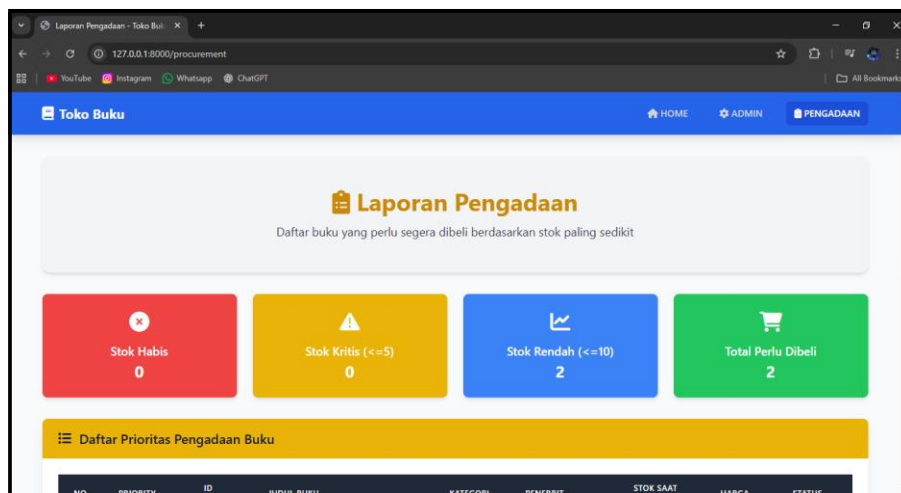 Laporan Pengadaan - Toko Bu
127.0.0.1:8000/procurement
YouTube Instagram Whatsapp ChatGPT All Bookmarks
Toko Buku HOME ADMIN PENGADAAN
Laporan Pengadaan
Daftar buku yang perlu segera dibeli berdasarkan stok paling sedikit
Stok Habis
0
Stok Kritis (<=5)
0
Stok Rendah (<=10)
2
Total Perlu Dibeli
2
Daftar Prioritas Pengadaan Buku
NO PRIORITY ID JUDUL BUKU KATEGORI PENERBIT STOK SAAT HARGA STATUS